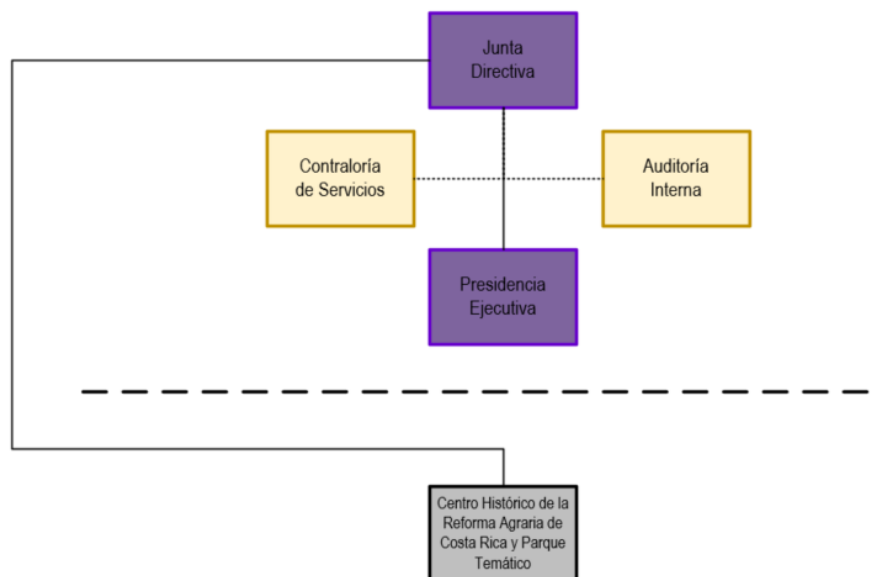 Junta
Directiva
Contraloría
de Servicios
Auditoría
Interna
Presidencia
Ejecutiva
Centro Histórico de la
Reforma Agraria de
Costa Rica y Parque
Temático